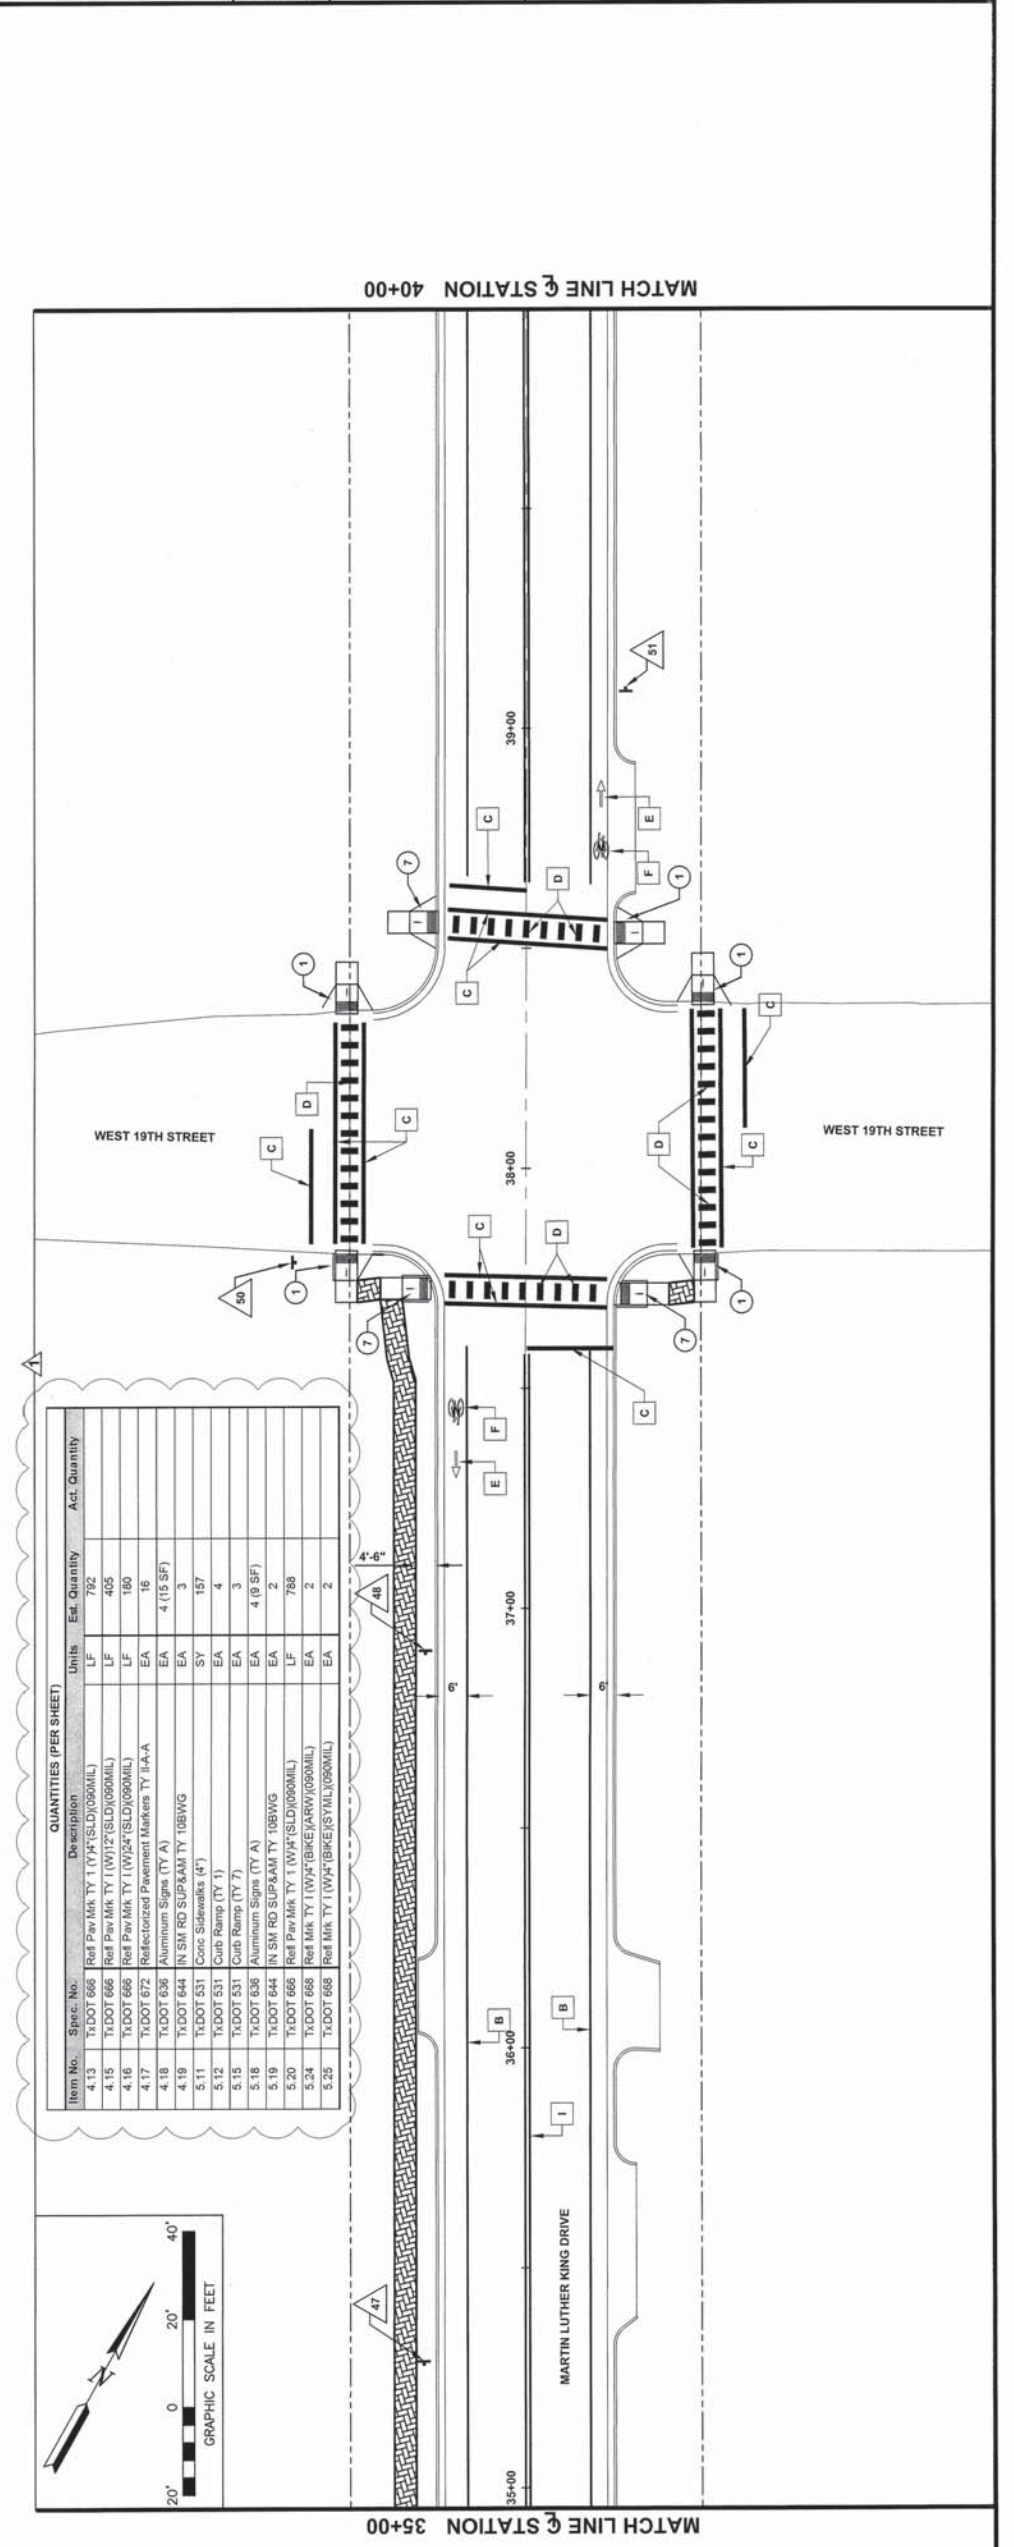 MATCH LINE ℄ STATION 40+00
20' 0 20' 40'
GRAPHIC SCALE IN FEET
N
1
QUANTITIES (PER SHEET)
Item No. Spec. No. Description Units Est. Quantity Act. Quantity
4.13 TxDOT 666 Refl Pav Mrk TY 1 (Y)4"(SLD)(090MIL) LF 792
4.15 TxDOT 666 Refl Pav Mrk TY I (W)12"(SLD)(090MIL) LF 405
4.16 TxDOT 666 Refl Pav Mrk TY I (W)24"(SLD)(090MIL) LF 180
4.17 TxDOT 672 Reflectorized Pavement Markers TY II-A-A EA 16
4.18 TxDOT 636 Aluminum Signs (TY A) EA 4 (15 SF)
4.19 TxDOT 644 IN SM RD SUP&AM TY 10BWG EA 3
5.11 TxDOT 531 Conc Sidewalks (4") SY 157
5.12 TxDOT 531 Curb Ramp (TY 1) EA 4
5.15 TxDOT 531 Curb Ramp (TY 7) EA 3
5.18 TxDOT 636 Aluminum Signs (TY A) EA 4 (9 SF)
5.19 TxDOT 644 IN SM RD SUP&AM TY 10BWG EA 2
5.20 TxDOT 666 Refl Pav Mrk TY 1 (W)4"(SLD)(090MIL) LF 788
5.24 TxDOT 668 Refl Mrk TY I (W)4"(BIKE)(ARW)(090MIL) EA 2
5.25 TxDOT 668 Refl Mrk TY I (W)4"(BIKE)(SYML)(090MIL) EA 2
WEST 19TH STREET
50
1
1
C
D
C
47
48
4'-6"
7
7
6'
E
F
C
C
C
B
35+00
36+00
37+00
38+00
39+00
I
B
MARTIN LUTHER KING DRIVE
6'
D
D
C
7
1
D
C
1
C
F
E
1
51
WEST 19TH STREET
MATCH LINE ℄ STATION 35+00